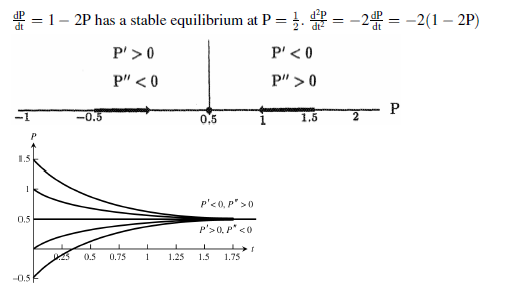 dP/dt = 1 – 2P has a stable equilibrium at P = 1/2. d²P/dt² = –2 dP/dt = –2(1 – 2P)
P′ > 0 P′ < 0
P″ < 0 P″ > 0
P
–1 –0.5 0.5 1 1.5 2
P
1.5
1
P′<0, P″>0
0.5
P′>0, P″<0
t
0.25 0.5 0.75 1 1.25 1.5 1.75
–0.5